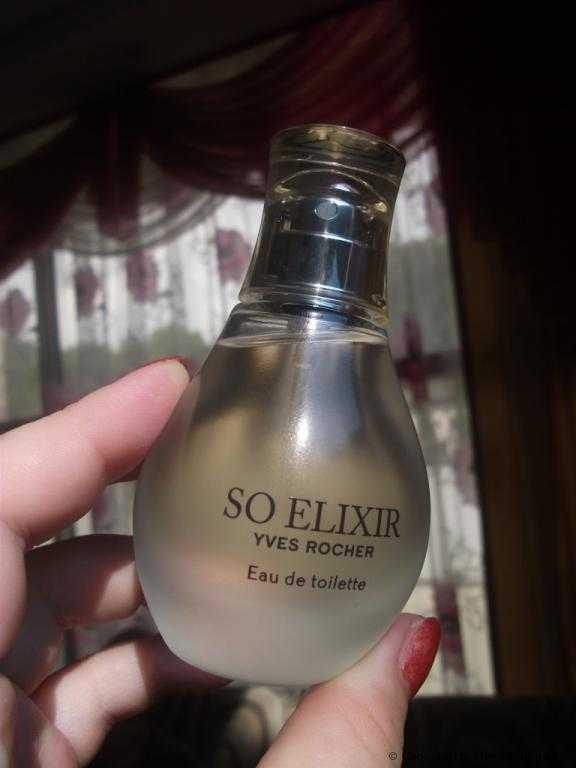 SO ELIXIR
YVES ROCHER
Eau de toilette